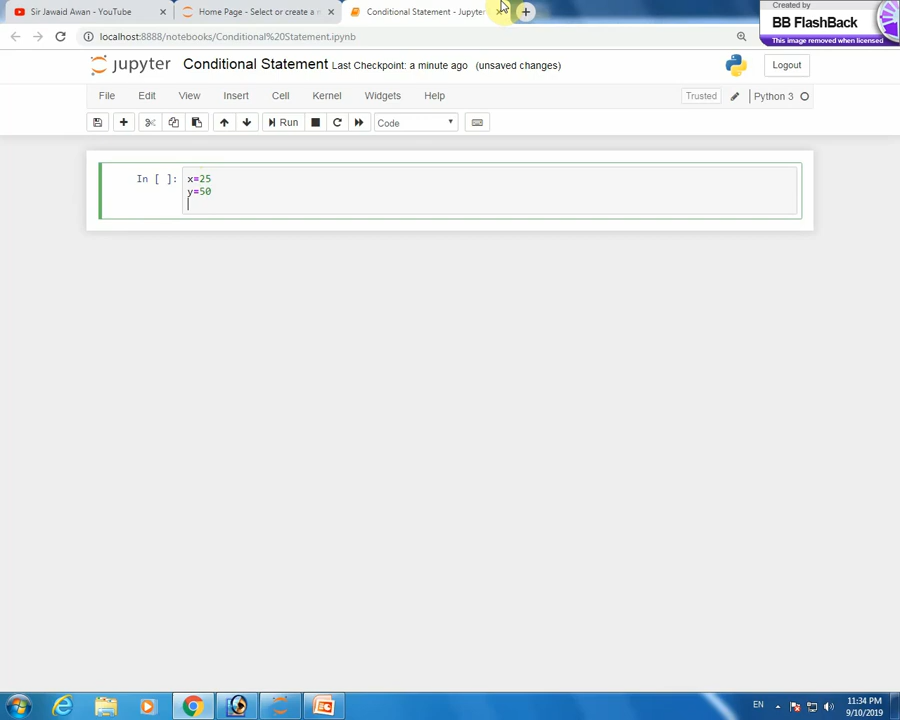 Sir Jawaid Awan - YouTube
Home Page - Select or create a n
Conditional Statement - Jupyter
Created by
BB FlashBack
This image removed when licensed
localhost:8888/notebooks/Conditional%20Statement.ipynb
jupyter Conditional Statement Last Checkpoint: a minute ago (unsaved changes)
Logout
File Edit View Insert Cell Kernel Widgets Help
Trusted
Python 3
Run
Code
In [ ]:
x=25
y=50
EN
11:34 PM
9/10/2019